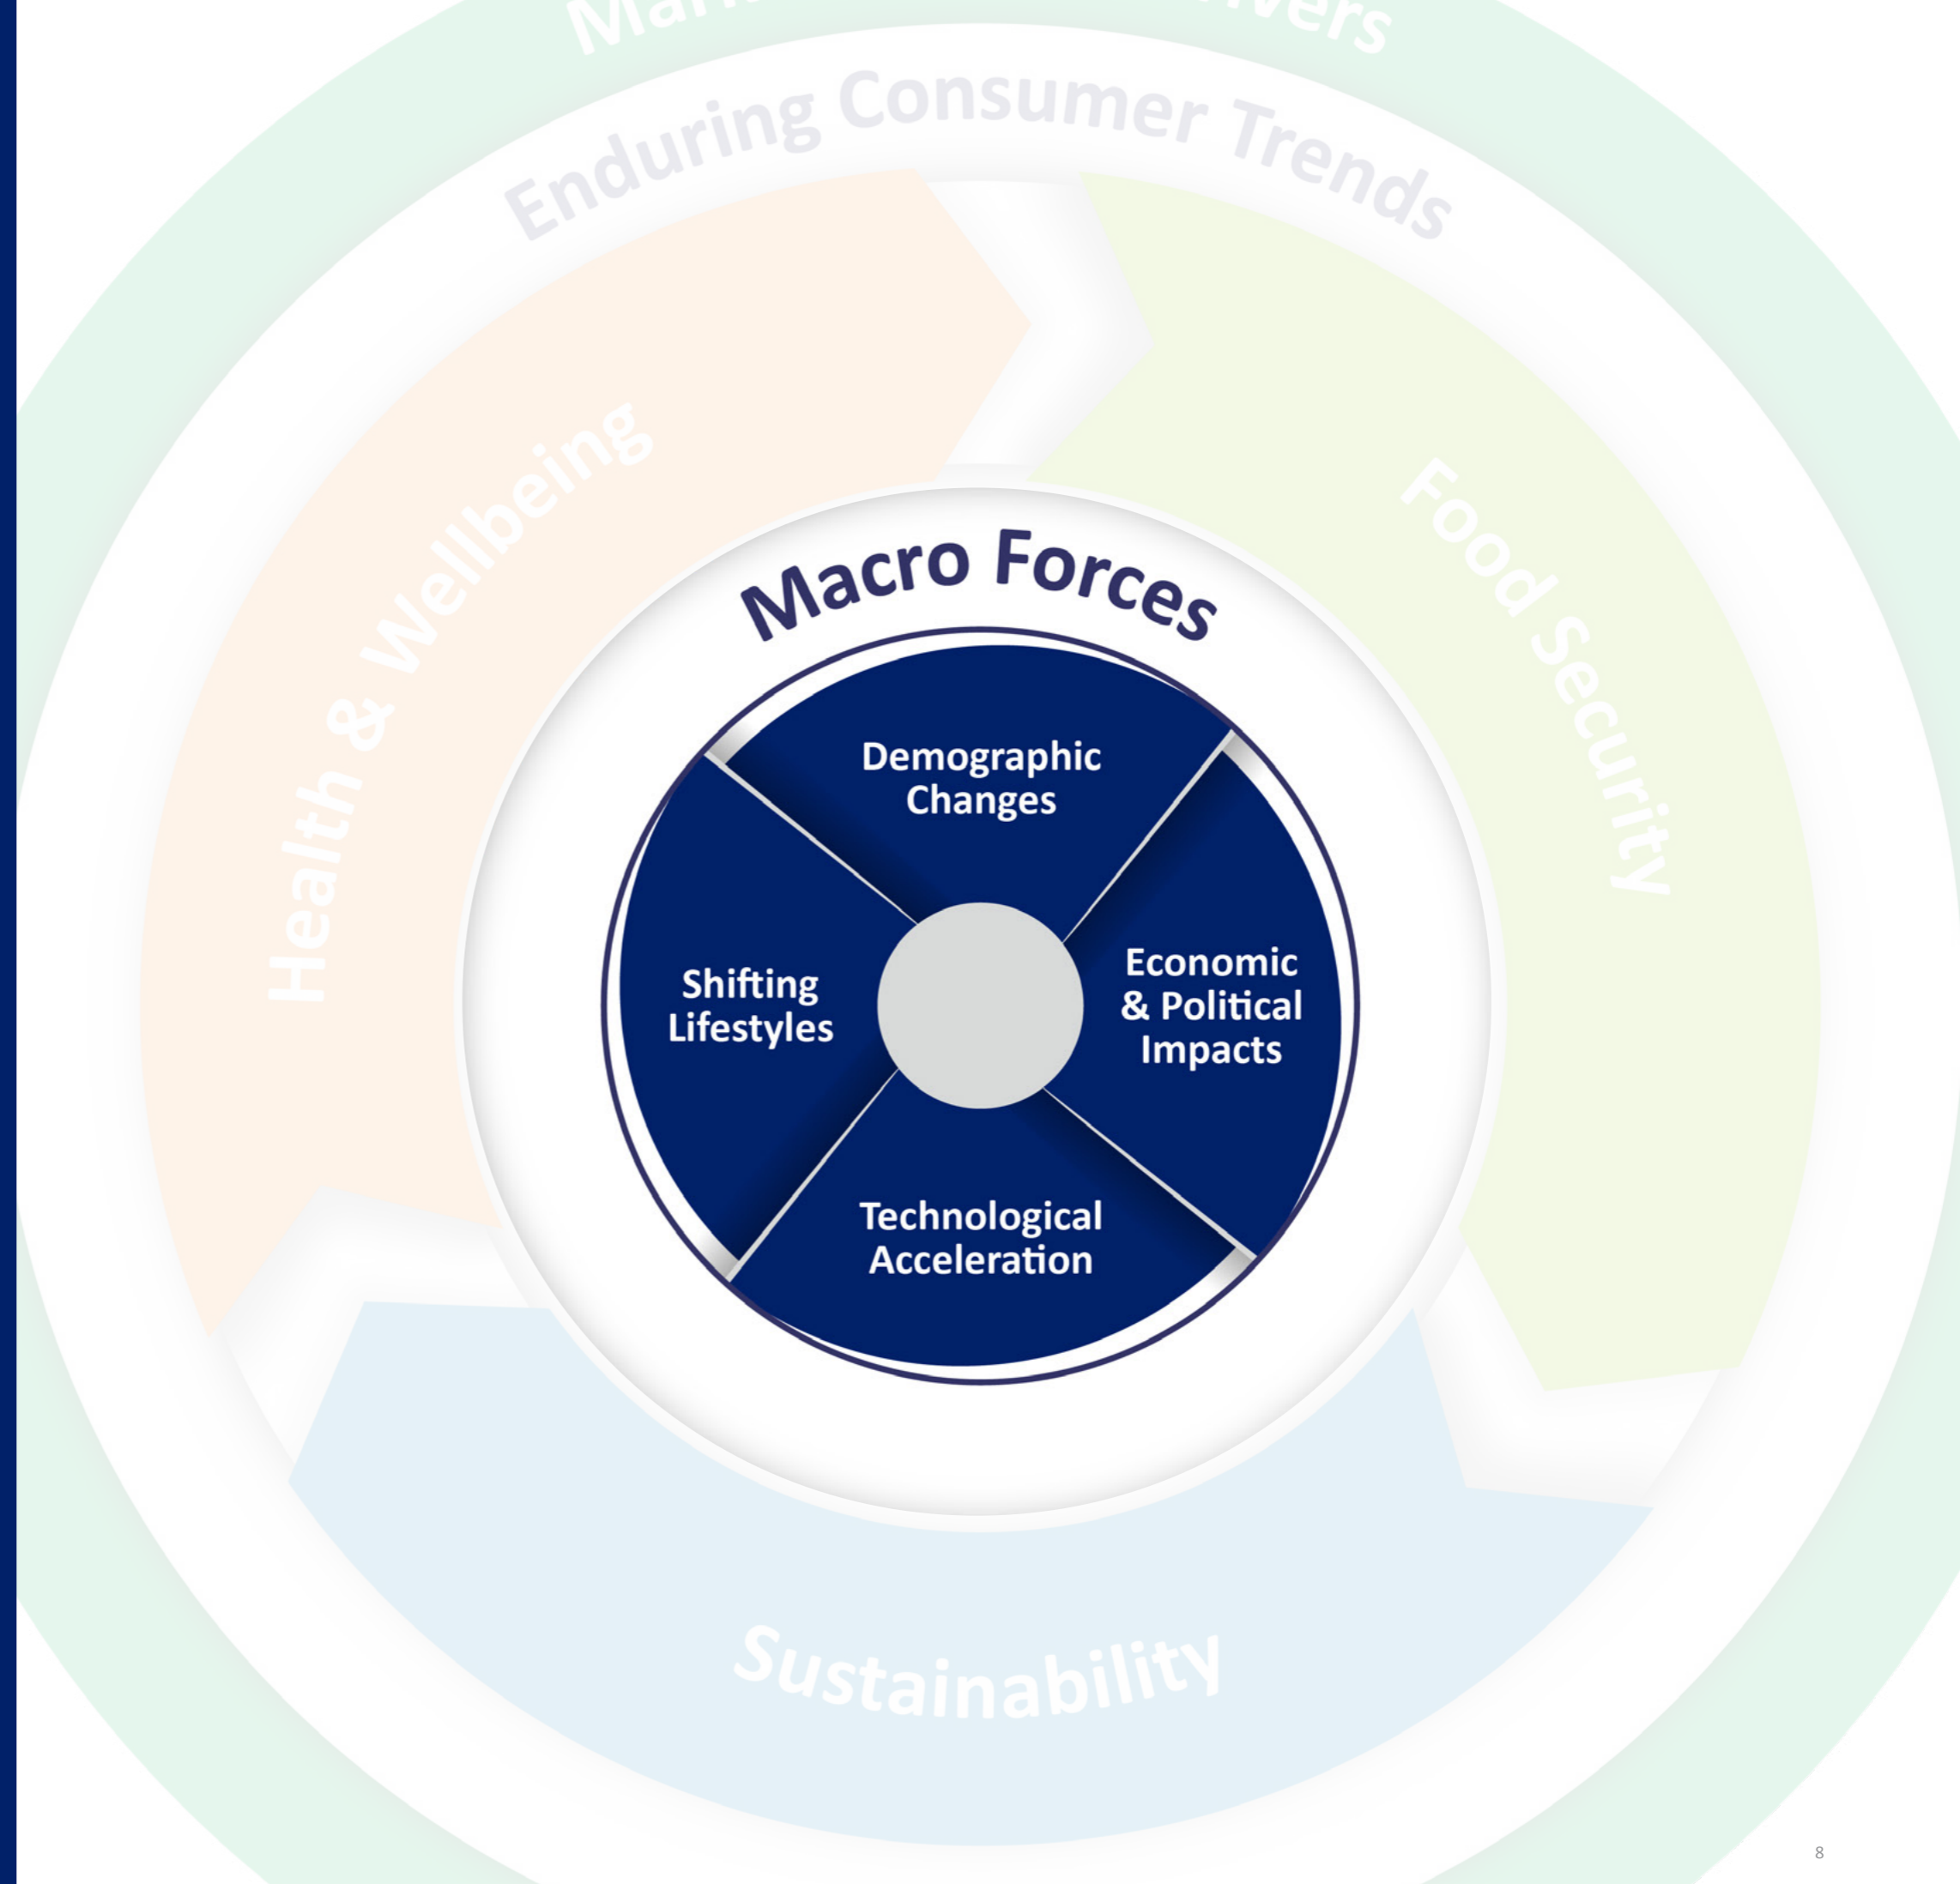 Enduring Consumer Trends
Health & Wellbeing
Food Security
Macro Forces
Demographic
Changes
Shifting
Lifestyles
Economic
& Political
Impacts
Technological
Acceleration
Sustainability
8